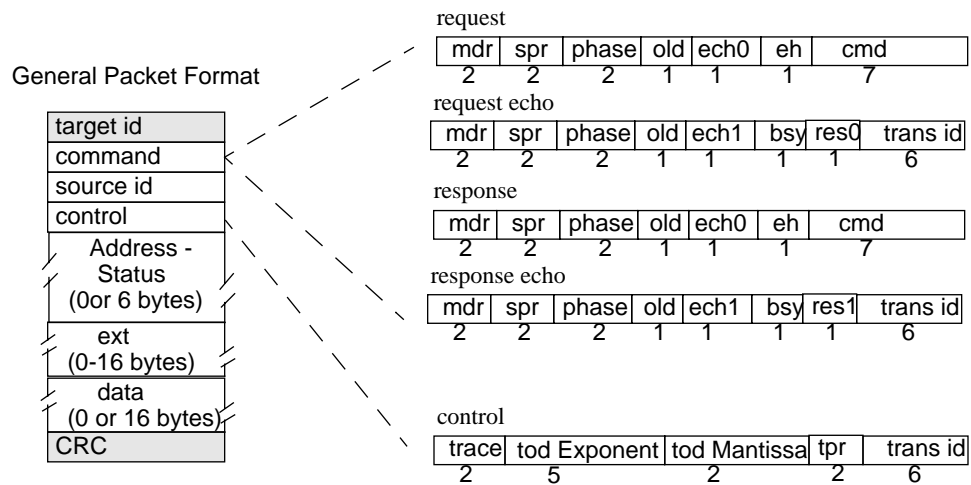 General Packet Format
target id
command
source id
control
Address -
Status
(0or 6 bytes)
ext
(0-16 bytes)
data
(0 or 16 bytes)
CRC
request
mdr spr phase old ech0 eh cmd
2 2 2 1 1 1 7
request echo
mdr spr phase old ech1 bsy res0 trans id
2 2 2 1 1 1 1 6
response
mdr spr phase old ech0 eh cmd
2 2 2 1 1 1 7
response echo
mdr spr phase old ech1 bsy res1 trans id
2 2 2 1 1 1 1 6
control
trace tod Exponent tod Mantissa tpr trans id
2 5 2 2 6